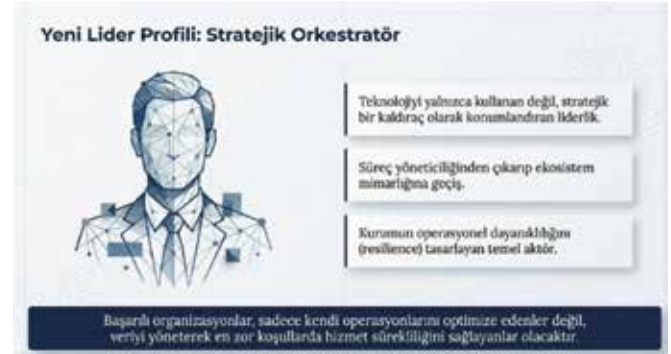 Yeni Lider Profili: Stratejik Orkestratör
Teknolojiyi yalnızca kullanan değil, stratejik
bir kaldıraç olarak konumlandıran liderlik.
Süreç yöneticiliğinden çıkarıp ekosistem
mimarlığına geçiş.
Kurumun operasyonel dayanıklılığını
(resilience) tasarlayan temel aktör.
Başarılı organizasyonlar, sadece kendi operasyonlarını optimize edenler değil,
veriyi yöneterek en zor koşullarda hizmet sürekliliğini sağlayanlar olacaktır.